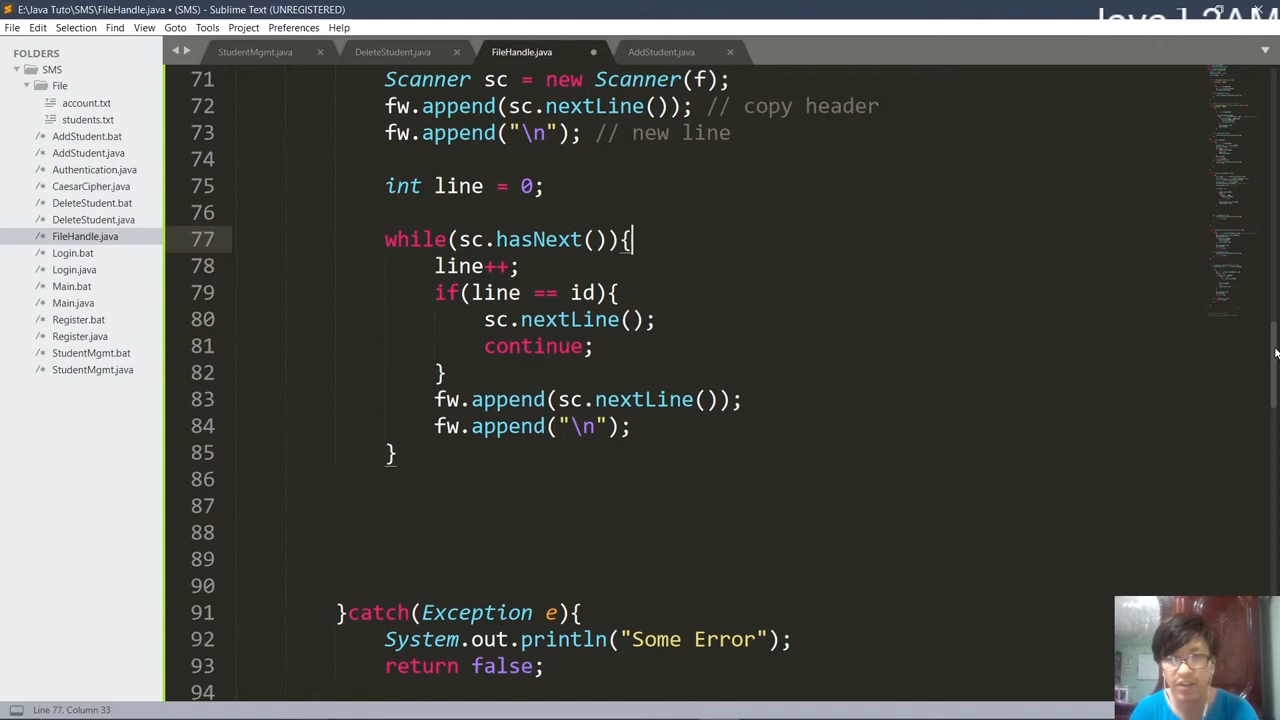 E:\Java Tuto\SMS\FileHandle.java • (SMS) - Sublime Text (UNREGISTERED)
File Edit Selection Find View Goto Tools Project Preferences Help
FOLDERS
SMS
File
account.txt
students.txt
AddStudent.bat
AddStudent.java
Authentication.java
CaesarCipher.java
DeleteStudent.bat
DeleteStudent.java
FileHandle.java
Login.bat
Login.java
Main.bat
Main.java
Register.bat
Register.java
StudentMgmt.bat
StudentMgmt.java
StudentMgmt.java DeleteStudent.java FileHandle.java AddStudent.java
71 Scanner sc = new Scanner(f);
72 fw.append(sc.nextLine()); // copy header
73 fw.append("\n"); // new line
74
75 int line = 0;
76
77 while(sc.hasNext()){
78 line++;
79 if(line == id){
80 sc.nextLine();
81 continue;
82 }
83 fw.append(sc.nextLine());
84 fw.append("\n");
85 }
86
87
88
89
90
91 }catch(Exception e){
92 System.out.println("Some Error");
93 return false;
94
Line 77, Column 33